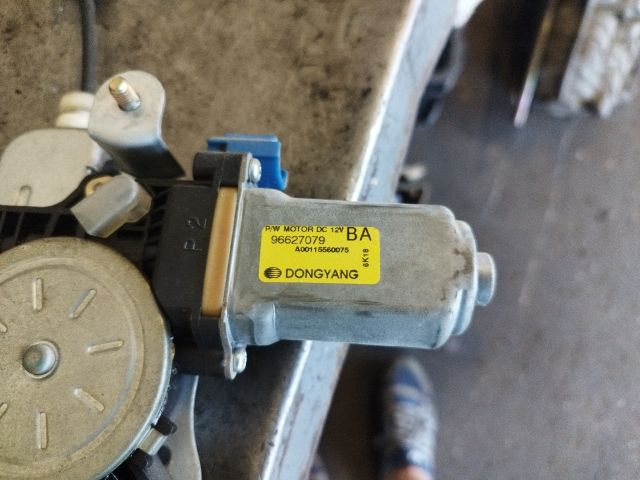 P2
P/W MOTOR DC 12V
BA
96627079
A00115560075
6K18
DONGYANG